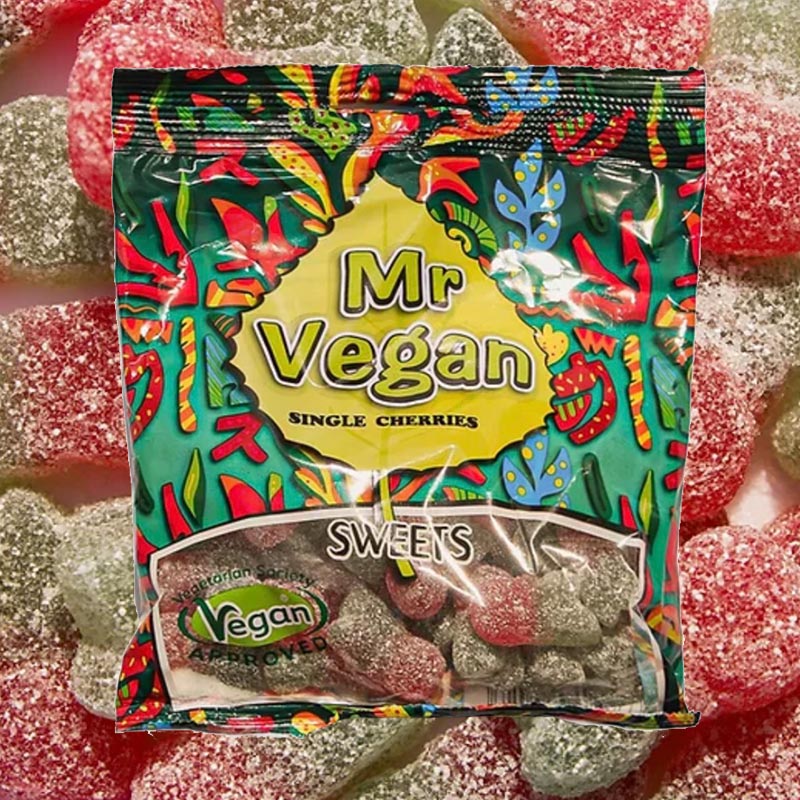 Mr
Vegan
SINGLE CHERRIES
SWEETS
Vegetarian Society
Vegan
APPROVED